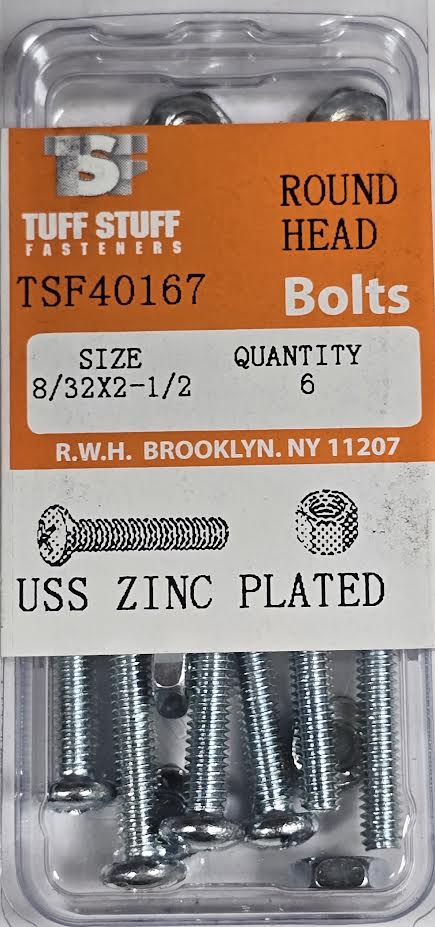 TSF
TUFF STUFF
FASTENERS
ROUND
HEAD
TSF40167
Bolts
SIZE
QUANTITY
8/32X2-1/2
6
R.W.H. BROOKLYN. NY 11207
USS ZINC PLATED